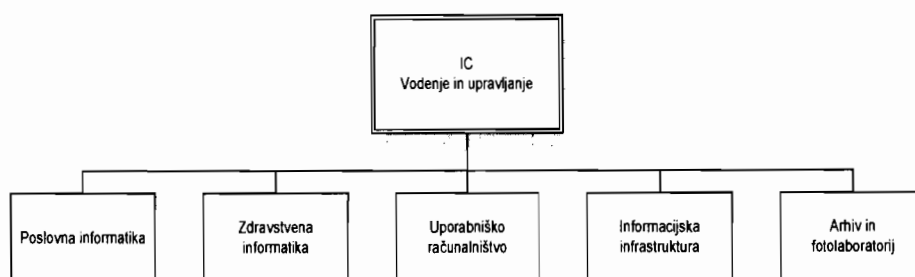 IC
Vodenje in upravljanje
Poslovna informatika
Zdravstvena
informatika
Uporabniško
računalništvo
Informacijska
infrastruktura
Arhiv in
fotolaboratorij